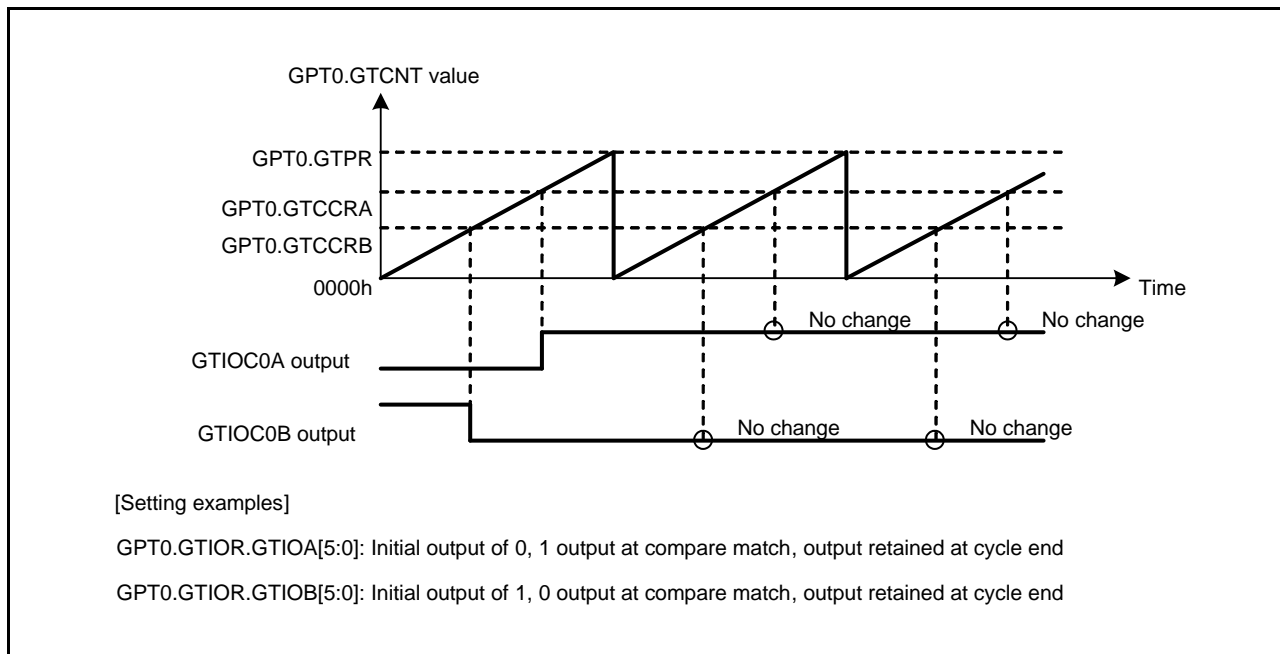 GPT0.GTCNT value
GPT0.GTPR
GPT0.GTCCRA
GPT0.GTCCRB
0000h
Time
No change
No change
GTIOC0A output
No change
No change
GTIOC0B output
[Setting examples]
GPT0.GTIOR.GTIOA[5:0]: Initial output of 0, 1 output at compare match, output retained at cycle end
GPT0.GTIOR.GTIOB[5:0]: Initial output of 1, 0 output at compare match, output retained at cycle end